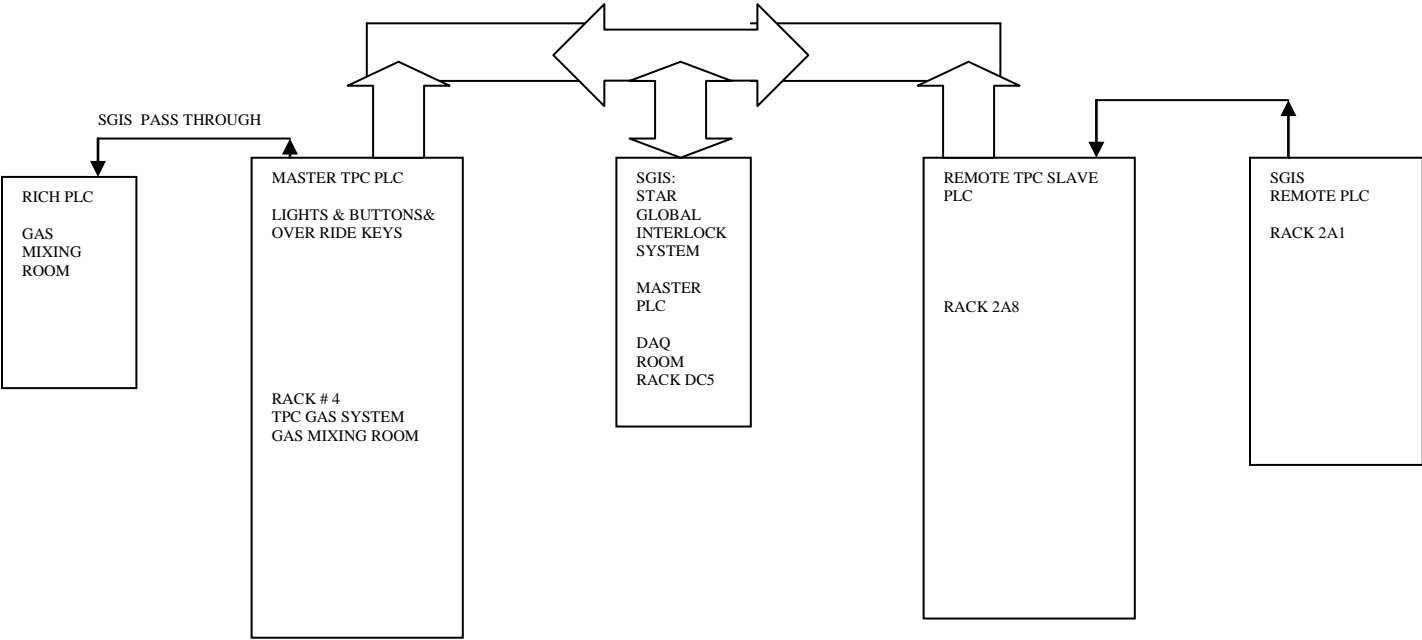 SGIS PASS THROUGH
RICH PLC
GAS
MIXING
ROOM
MASTER TPC PLC
LIGHTS & BUTTONS&
OVER RIDE KEYS
RACK # 4
TPC GAS SYSTEM
GAS MIXING ROOM
SGIS:
STAR
GLOBAL
INTERLOCK
SYSTEM
MASTER
PLC
DAQ
ROOM
RACK DC5
REMOTE TPC SLAVE
PLC
RACK 2A8
SGIS
REMOTE PLC
RACK 2A1